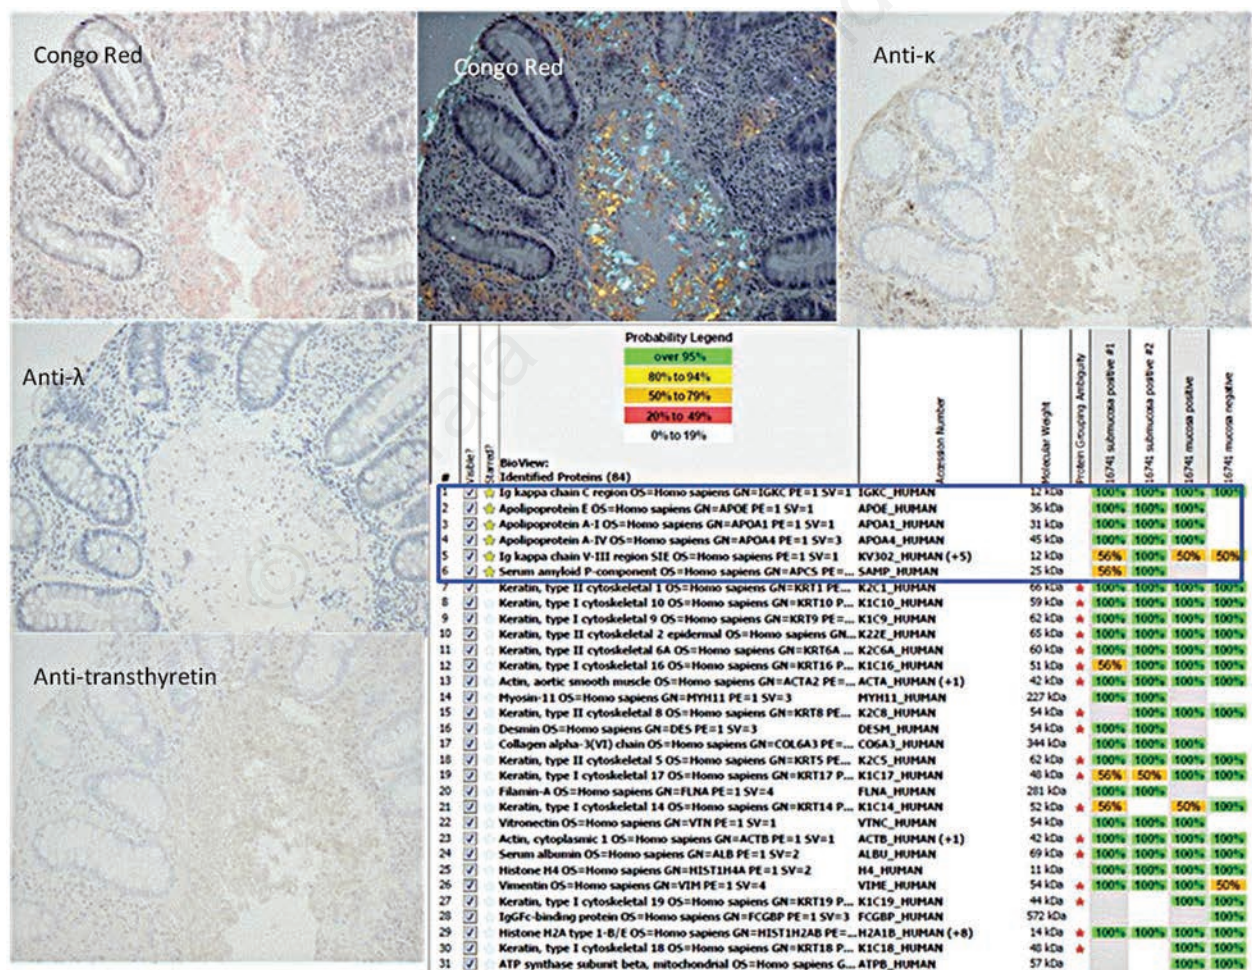 Congo Red
Congo Red
Anti-κ
Anti-λ
Anti-transthyretin
Probability Legend
over 95%
80% to 94%
50% to 79%
20% to 49%
0% to 19%
BioView:
# Visible? Starred? Identified Proteins (84) Accession Number Molecular Weight Protein Grouping Ambiguity 16741 submucosa positive #1 16741 submucosa positive #2 16741 mucosa positive 16741 mucosa negative
1 Ig kappa chain C region OS=Homo sapiens GN=IGKC PE=1 SV=1 IGKC_HUMAN 12 kDa 100% 100% 100% 100%
2 Apolipoprotein E OS=Homo sapiens GN=APOE PE=1 SV=1 APOE_HUMAN 36 kDa 100% 100% 100%
3 Apolipoprotein A-I OS=Homo sapiens GN=APOA1 PE=1 SV=1 APOA1_HUMAN 31 kDa 100% 100% 100%
4 Apolipoprotein A-IV OS=Homo sapiens GN=APOA4 PE=1 SV=3 APOA4_HUMAN 45 kDa 100% 100% 100%
5 Ig kappa chain V-III region SIE OS=Homo sapiens PE=1 SV=1 KV302_HUMAN (+5) 12 kDa 56% 100% 50% 50%
6 Serum amyloid P-component OS=Homo sapiens GN=APCS PE=... SAMP_HUMAN 25 kDa 56% 100%
7 Keratin, type II cytoskeletal 1 OS=Homo sapiens GN=KRT1 PE... K2C1_HUMAN 66 kDa 100% 100% 100% 100%
8 Keratin, type I cytoskeletal 10 OS=Homo sapiens GN=KRT10 P... K1C10_HUMAN 59 kDa 100% 100% 100% 100%
9 Keratin, type I cytoskeletal 9 OS=Homo sapiens GN=KRT9 PE=... K1C9_HUMAN 62 kDa 100% 100% 100% 100%
10 Keratin, type II cytoskeletal 2 epidermal OS=Homo sapiens GN... K22E_HUMAN 65 kDa 100% 100% 100% 100%
11 Keratin, type II cytoskeletal 6A OS=Homo sapiens GN=KRT6A ... K2C6A_HUMAN 60 kDa 100% 100% 100% 100%
12 Keratin, type I cytoskeletal 16 OS=Homo sapiens GN=KRT16 P... K1C16_HUMAN 51 kDa 56% 100% 100% 100%
13 Actin, aortic smooth muscle OS=Homo sapiens GN=ACTA2 PE=... ACTA_HUMAN (+1) 42 kDa 100% 100% 100% 100%
14 Myosin-11 OS=Homo sapiens GN=MYH11 PE=1 SV=3 MYH11_HUMAN 227 kDa 100% 100%
15 Keratin, type II cytoskeletal 8 OS=Homo sapiens GN=KRT8 PE... K2C8_HUMAN 54 kDa 100% 100% 100%
16 Desmin OS=Homo sapiens GN=DES PE=1 SV=3 DESM_HUMAN 54 kDa 100% 100%
17 Collagen alpha-3(VI) chain OS=Homo sapiens GN=COL6A3 PE=... CO6A3_HUMAN 344 kDa 100% 100% 100%
18 Keratin, type II cytoskeletal 5 OS=Homo sapiens GN=KRT5 PE... K2C5_HUMAN 62 kDa 100% 100% 100% 100%
19 Keratin, type I cytoskeletal 17 OS=Homo sapiens GN=KRT17 P... K1C17_HUMAN 48 kDa 56% 50% 100% 100%
20 Filamin-A OS=Homo sapiens GN=FLNA PE=1 SV=4 FLNA_HUMAN 281 kDa 100% 100%
21 Keratin, type I cytoskeletal 14 OS=Homo sapiens GN=KRT14 P... K1C14_HUMAN 52 kDa 56% 50% 100%
22 Vitronectin OS=Homo sapiens GN=VTN PE=1 SV=1 VTNC_HUMAN 54 kDa 100% 100% 100%
23 Actin, cytoplasmic 1 OS=Homo sapiens GN=ACTB PE=1 SV=1 ACTB_HUMAN (+1) 42 kDa 100% 100% 100% 100%
24 Serum albumin OS=Homo sapiens GN=ALB PE=1 SV=2 ALBU_HUMAN 69 kDa 100% 100% 100% 100%
25 Histone H4 OS=Homo sapiens GN=HIST1H4A PE=1 SV=2 H4_HUMAN 11 kDa 100% 100% 100% 100%
26 Vimentin OS=Homo sapiens GN=VIM PE=1 SV=4 VIME_HUMAN 54 kDa 100% 100% 100% 50%
27 Keratin, type I cytoskeletal 19 OS=Homo sapiens GN=KRT19 P... K1C19_HUMAN 44 kDa 100% 100%
28 IgGFc-binding protein OS=Homo sapiens GN=FCGBP PE=1 SV=3 FCGBP_HUMAN 572 kDa 100%
29 Histone H2A type 1-B/E OS=Homo sapiens GN=HIST1H2AB PE=... H2A1B_HUMAN (+8) 14 kDa 100% 100% 100% 100%
30 Keratin, type I cytoskeletal 18 OS=Homo sapiens GN=KRT18 P... K1C18_HUMAN 48 kDa 100% 100%
31 ATP synthase subunit beta, mitochondrial OS=Homo sapiens G... ATPB_HUMAN 57 kDa 100% 100%